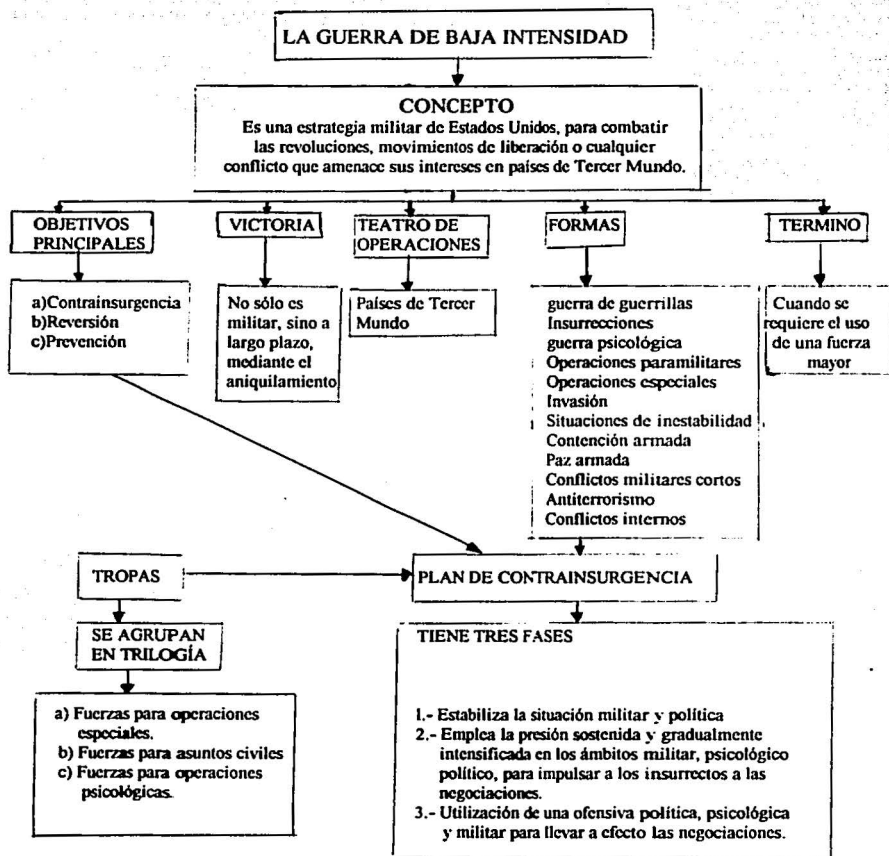 LA GUERRA DE BAJA INTENSIDAD
CONCEPTO
Es una estrategia militar de Estados Unidos, para combatir
las revoluciones, movimientos de liberación o cualquier
conflicto que amenace sus intereses en países de Tercer Mundo.
OBJETIVOS
PRINCIPALES
a)Contrainsurgencia
b)Reversión
c)Prevención
VICTORIA
No sólo es
militar, sino a
largo plazo,
mediante el
aniquilamiento
TEATRO DE
OPERACIONES
Países de Tercer
Mundo
FORMAS
guerra de guerrillas
Insurrecciones
guerra psicológica
Operaciones paramilitares
Operaciones especiales
Invasión
Situaciones de inestabilidad
Contención armada
Paz armada
Conflictos militares cortos
Antiterrorismo
Conflictos internos
TERMINO
Cuando se
requiere el uso
de una fuerza
mayor
TROPAS
SE AGRUPAN
EN TRILOGÍA
a) Fuerzas para operaciones
especiales.
b) Fuerzas para asuntos civiles
c) Fuerzas para operaciones
psicológicas.
PLAN DE CONTRAINSURGENCIA
TIENE TRES FASES
1.- Estabiliza la situación militar y política
2.- Emplea la presión sostenida y gradualmente
intensificada en los ámbitos militar, psicológico
político, para impulsar a los insurrectos a las
negociaciones.
3.- Utilización de una ofensiva política, psicológica
y militar para llevar a efecto las negociaciones.